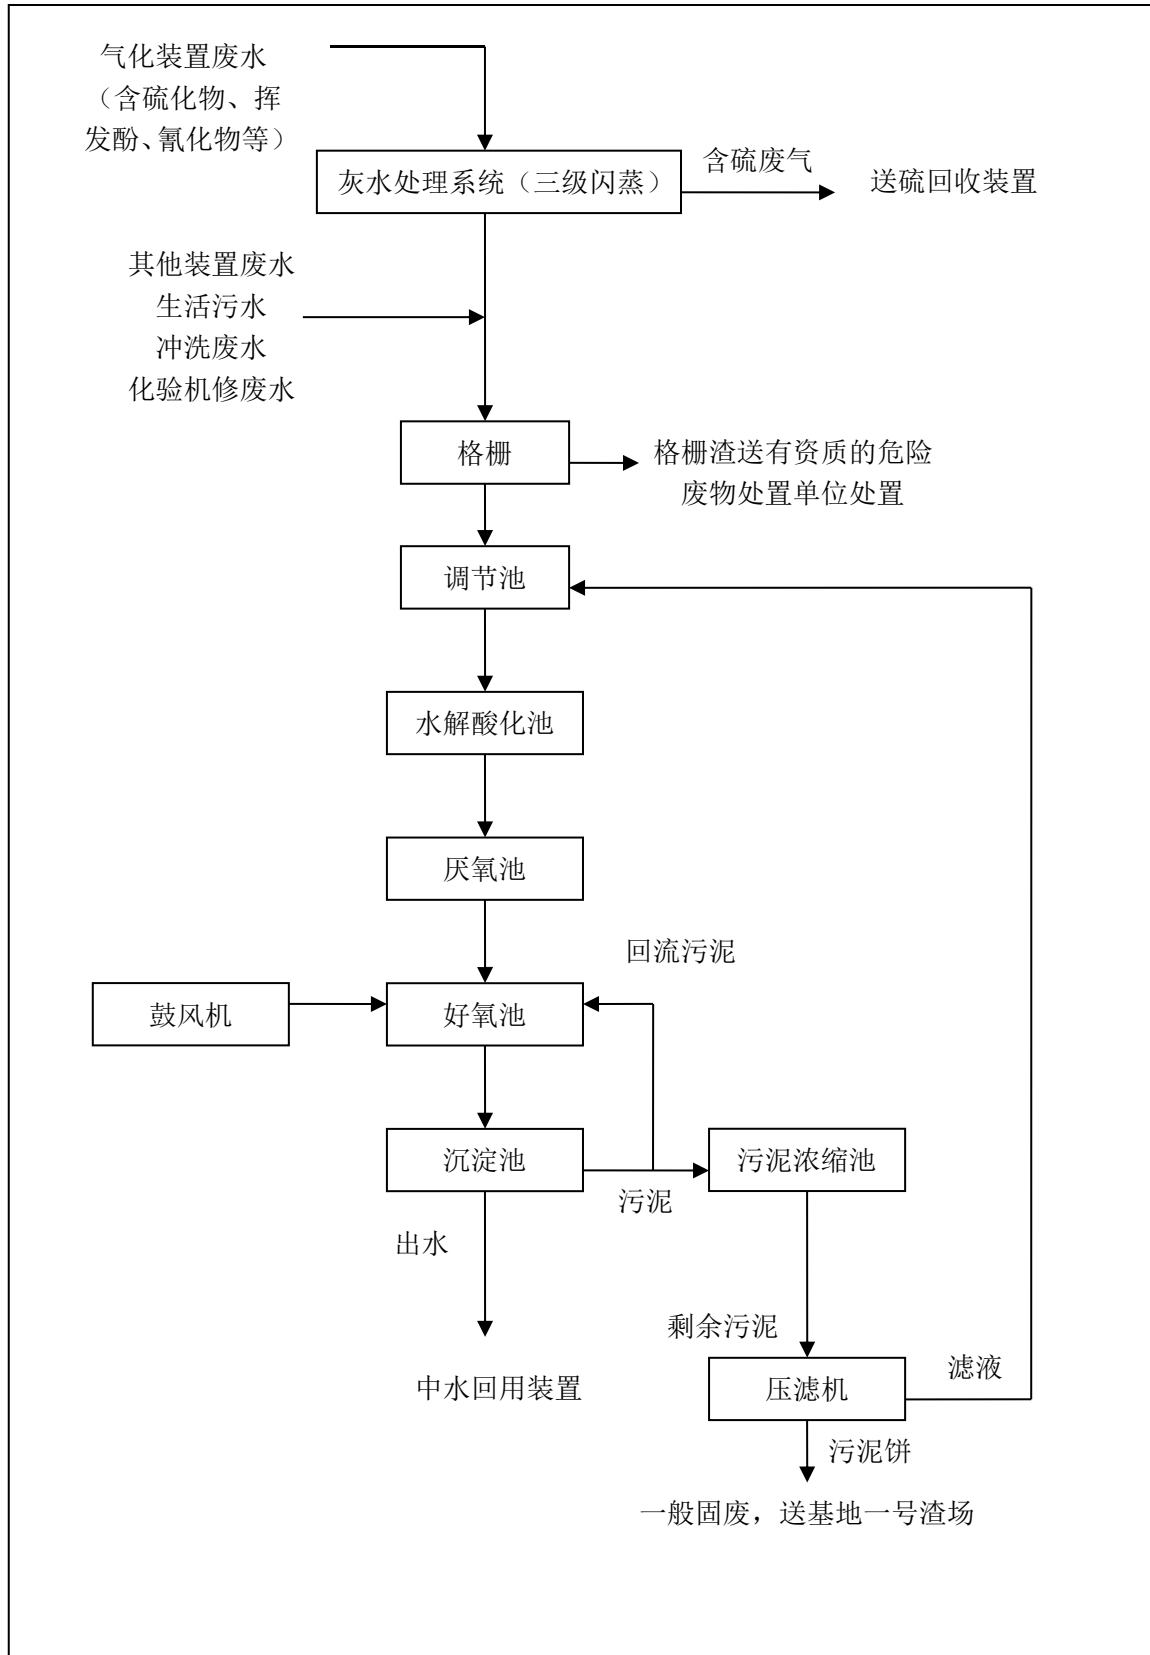 气化装置废水
（含硫化物、挥
发酚、氰化物等）
灰水处理系统（三级闪蒸）
含硫废气
送硫回收装置
其他装置废水
生活污水
冲洗废水
化验机修废水
格栅
格栅渣送有资质的危险
废物处置单位处置
调节池
水解酸化池
厌氧池
回流污泥
鼓风机
好氧池
沉淀池
污泥浓缩池
污泥
出水
剩余污泥
滤液
中水回用装置
压滤机
污泥饼
一般固废，送基地一号渣场